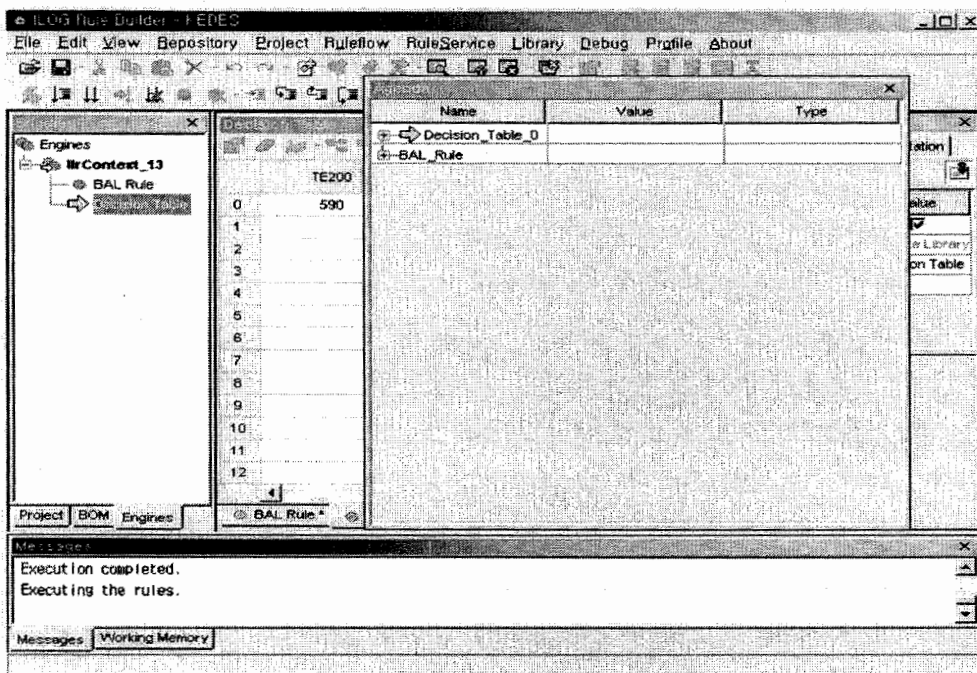 ILOG Rule Builder - FEDES
File Edit View Repository Project Ruleflow RuleService Library Debug Profile About
Name Value Type
Decision_Table_0
BAL_Rule
Engines
IlrContext_13
BAL Rule
Decision Table
TE200
0 590
1
2
3
4
5
6
7
8
9
10
11
12
BAL Rule *
Project BOM Engines
ation
alue
e Library
on Table
Messages
Execution completed.
Executing the rules.
Messages Working Memory